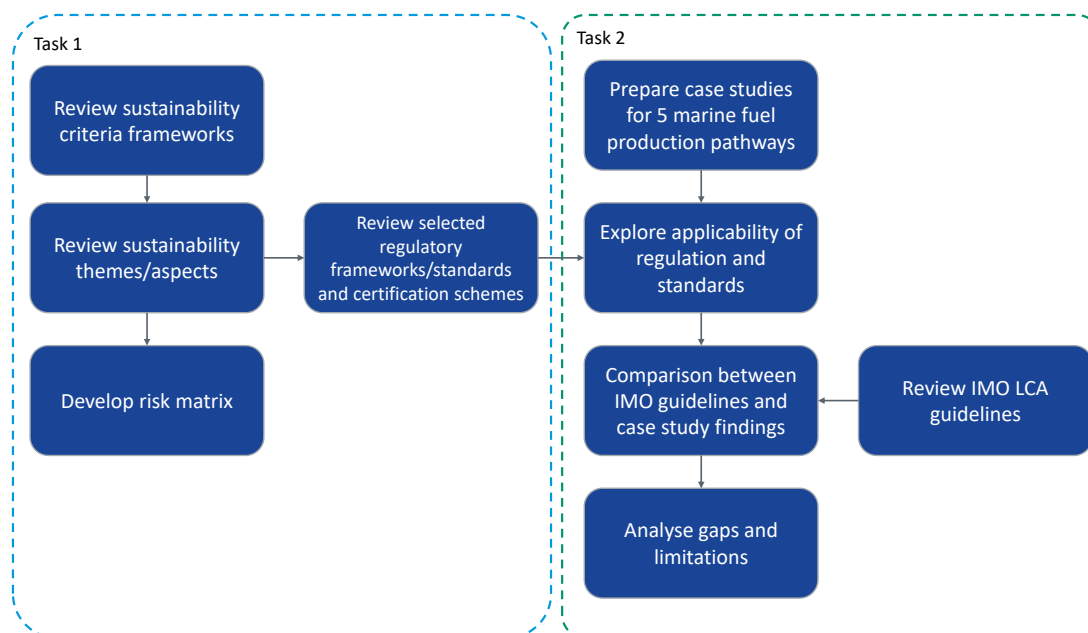 Task 1
Review sustainability
criteria frameworks
Review sustainability
themes/aspects
Review selected
regulatory
frameworks/standards
and certification schemes
Develop risk matrix
Task 2
Prepare case studies
for 5 marine fuel
production pathways
Explore applicability of
regulation and
standards
Comparison between
IMO guidelines and
case study findings
Review IMO LCA
guidelines
Analyse gaps and
limitations